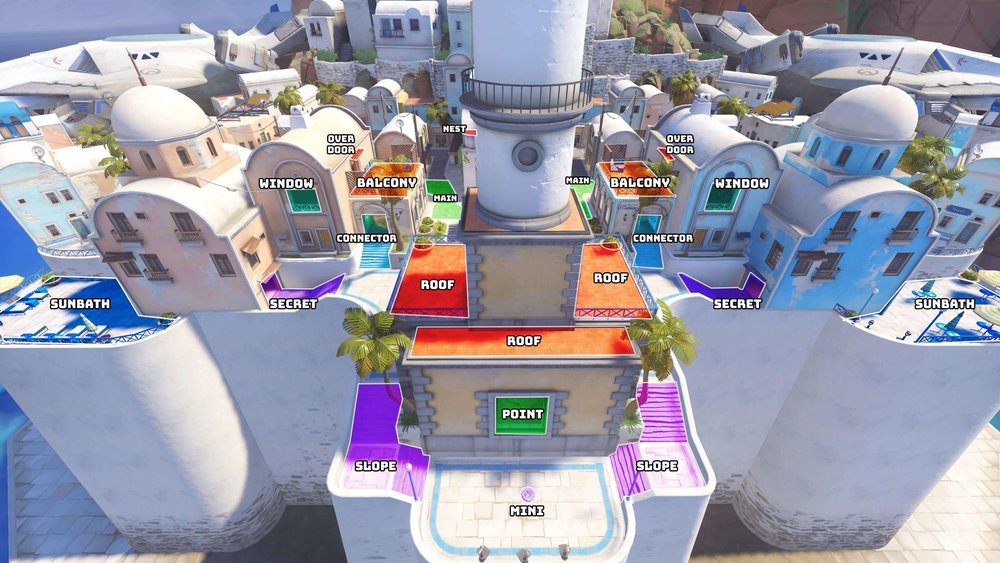 NEST
OVER
DOOR
OVER
DOOR
WINDOW
BALCONY
MAIN
MAIN
BALCONY
WINDOW
CONNECTOR
CONNECTOR
ROOF
ROOF
SUNBATH
SECRET
SECRET
SUNBATH
ROOF
POINT
SLOPE
SLOPE
MINI